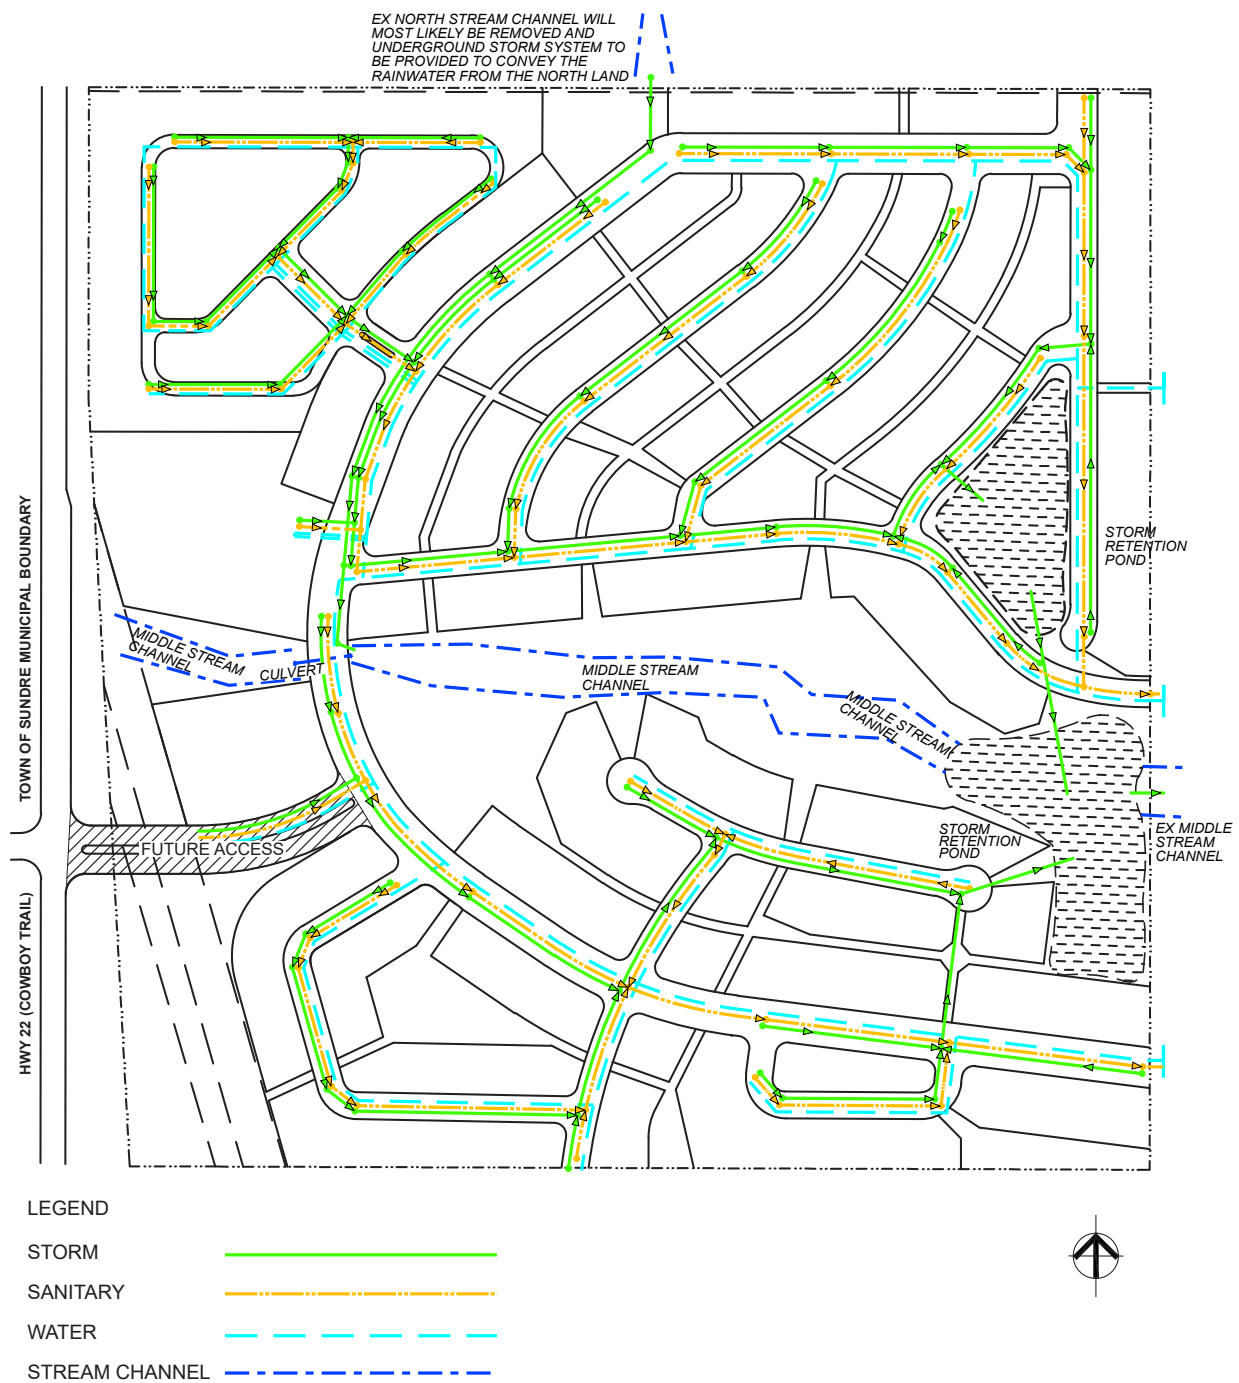 EX NORTH STREAM CHANNEL WILL
MOST LIKELY BE REMOVED AND
UNDERGROUND STORM SYSTEM TO
BE PROVIDED TO CONVEY THE
RAINWATER FROM THE NORTH LAND
TOWN OF SUNDRE MUNICIPAL BOUNDARY
HWY 22 (COWBOY TRAIL)
STORM
RETENTION
POND
MIDDLE STREAM
CHANNEL
CULVERT
MIDDLE STREAM
CHANNEL
MIDDLE STREAM
CHANNEL
FUTURE ACCESS
STORM
RETENTION
POND
EX MIDDLE
STREAM
CHANNEL
LEGEND
STORM
SANITARY
WATER
STREAM CHANNEL